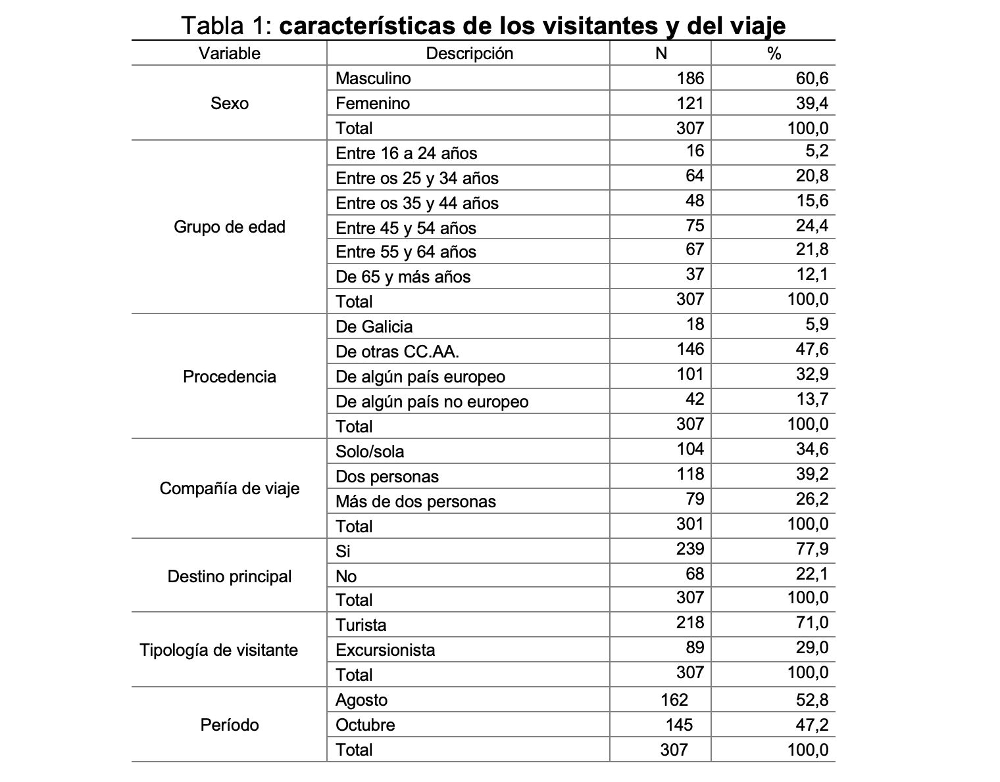 Tabla 1: características de los visitantes y del viaje
Variable Descripción N %
Sexo
Masculino 186 60,6
Femenino 121 39,4
Total 307 100,0
Grupo de edad
Entre 16 a 24 años 16 5,2
Entre os 25 y 34 años 64 20,8
Entre os 35 y 44 años 48 15,6
Entre 45 y 54 años 75 24,4
Entre 55 y 64 años 67 21,8
De 65 y más años 37 12,1
Total 307 100,0
Procedencia
De Galicia 18 5,9
De otras CC.AA. 146 47,6
De algún país europeo 101 32,9
De algún país no europeo 42 13,7
Total 307 100,0
Compañía de viaje
Solo/sola 104 34,6
Dos personas 118 39,2
Más de dos personas 79 26,2
Total 301 100,0
Destino principal
Si 239 77,9
No 68 22,1
Total 307 100,0
Tipología de visitante
Turista 218 71,0
Excursionista 89 29,0
Total 307 100,0
Período
Agosto 162 52,8
Octubre 145 47,2
Total 307 100,0